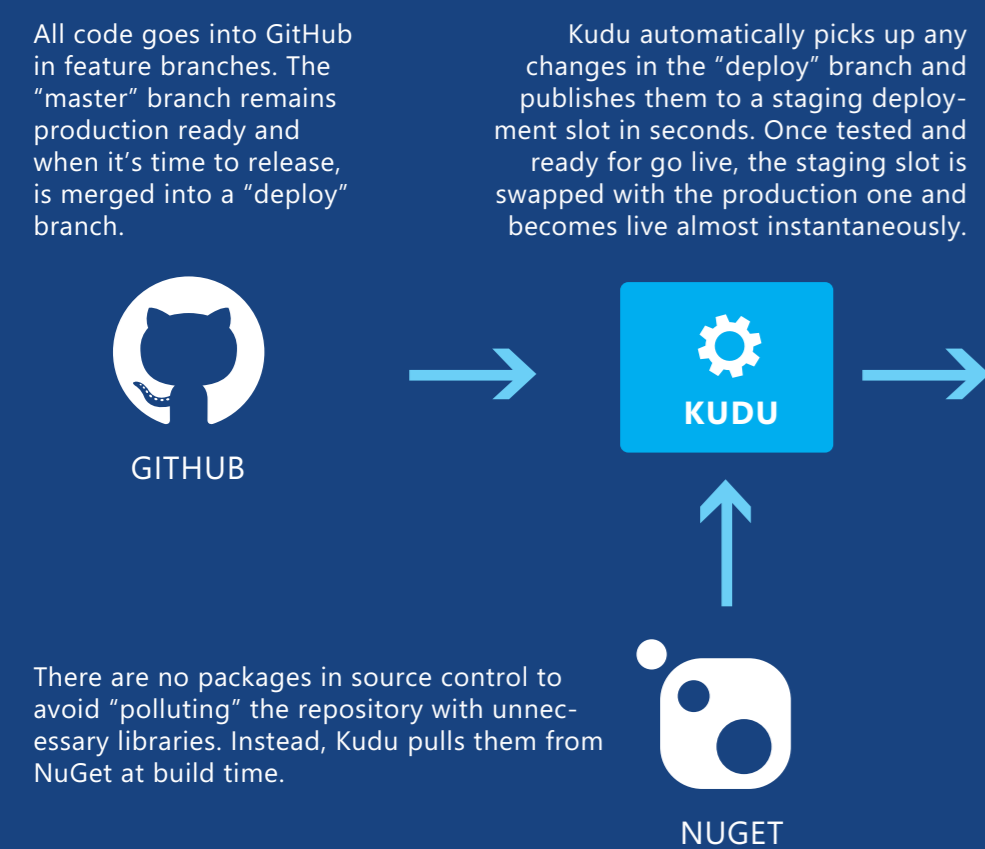 All code goes into GitHub
in feature branches. The
“master” branch remains
production ready and
when it’s time to release,
is merged into a “deploy”
branch.
Kudu automatically picks up any
changes in the “deploy” branch and
publishes them to a staging deploy-
ment slot in seconds. Once tested and
ready for go live, the staging slot is
swapped with the production one and
becomes live almost instantaneously.
GITHUB
KUDU
There are no packages in source control to
avoid “polluting” the repository with unnec-
essary libraries. Instead, Kudu pulls them from
NuGet at build time.
NUGET